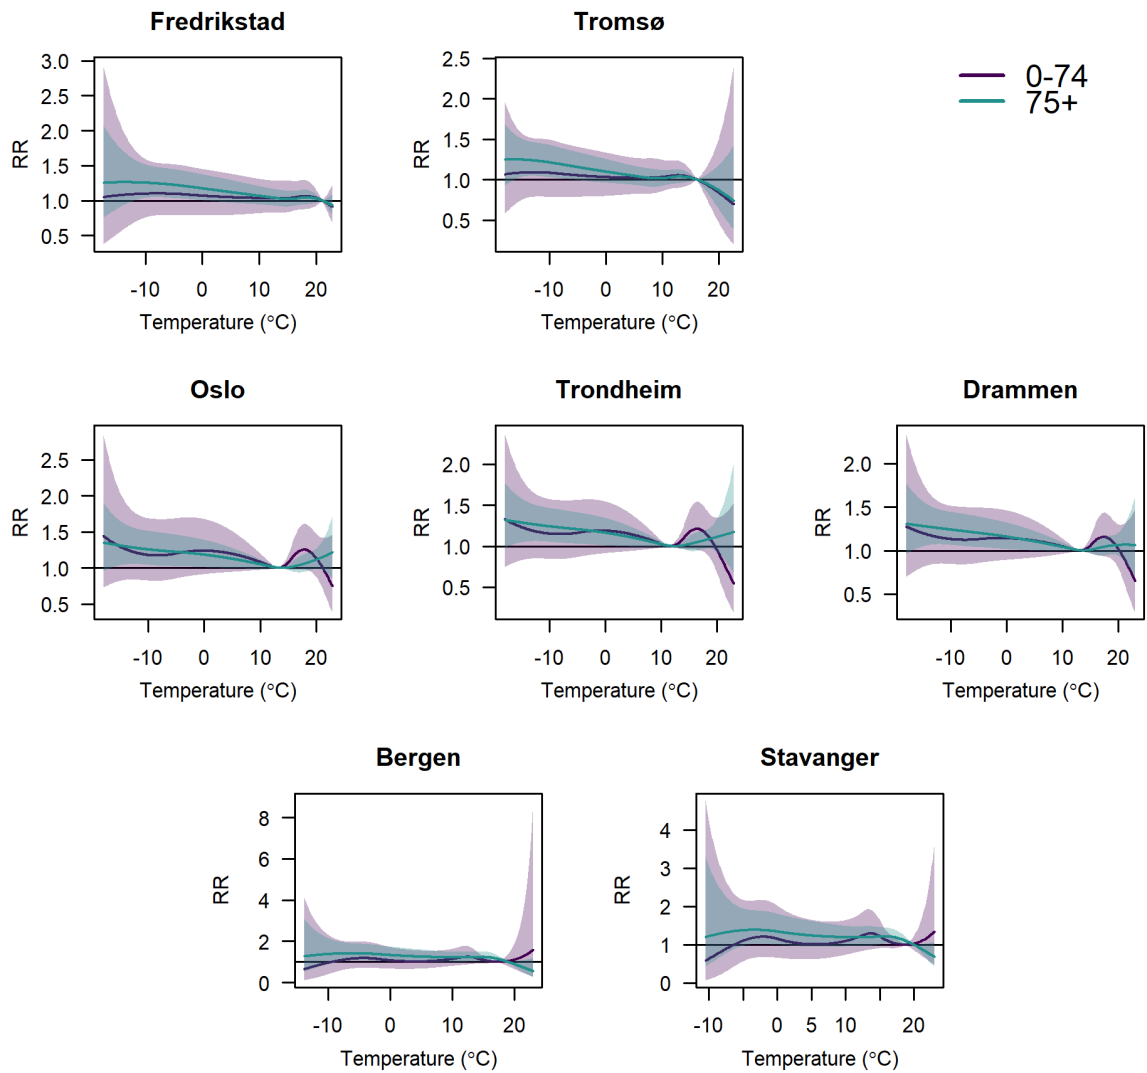 Fredrikstad
RR
3.0
2.5
2.0
1.5
1.0
0.5
-10 0 10 20
Temperature (°C)
Tromsø
RR
2.5
2.0
1.5
1.0
0.5
-10 0 10 20
Temperature (°C)
0-74
75+
Oslo
RR
2.5
2.0
1.5
1.0
0.5
-10 0 10 20
Temperature (°C)
Trondheim
RR
2.0
1.5
1.0
0.5
-10 0 10 20
Temperature (°C)
Drammen
RR
2.0
1.5
1.0
0.5
-10 0 10 20
Temperature (°C)
Bergen
RR
8
6
4
2
0
-10 0 10 20
Temperature (°C)
Stavanger
RR
4
3
2
1
0
-10 0 5 10 20
Temperature (°C)